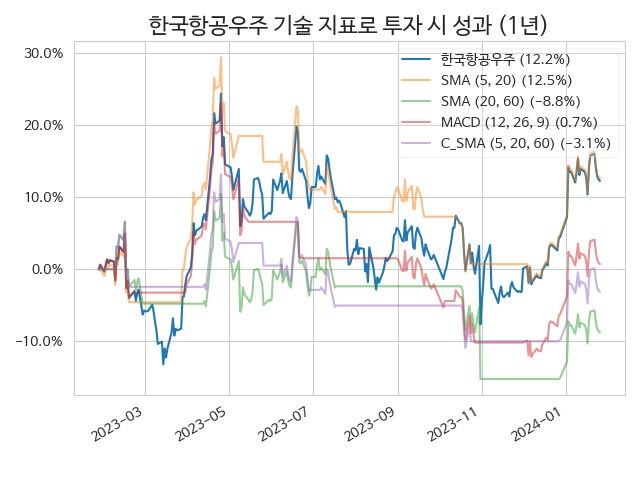 한국항공우주 기술 지표로 투자 시 성과 (1년)
30.0%
20.0%
10.0%
0.0%
−10.0%
한국항공우주 (12.2%)
SMA (5, 20) (12.5%)
SMA (20, 60) (−8.8%)
MACD (12, 26, 9) (0.7%)
C_SMA (5, 20, 60) (−3.1%)
2023−03
2023−05
2023−07
2023−09
2023−11
2024−01